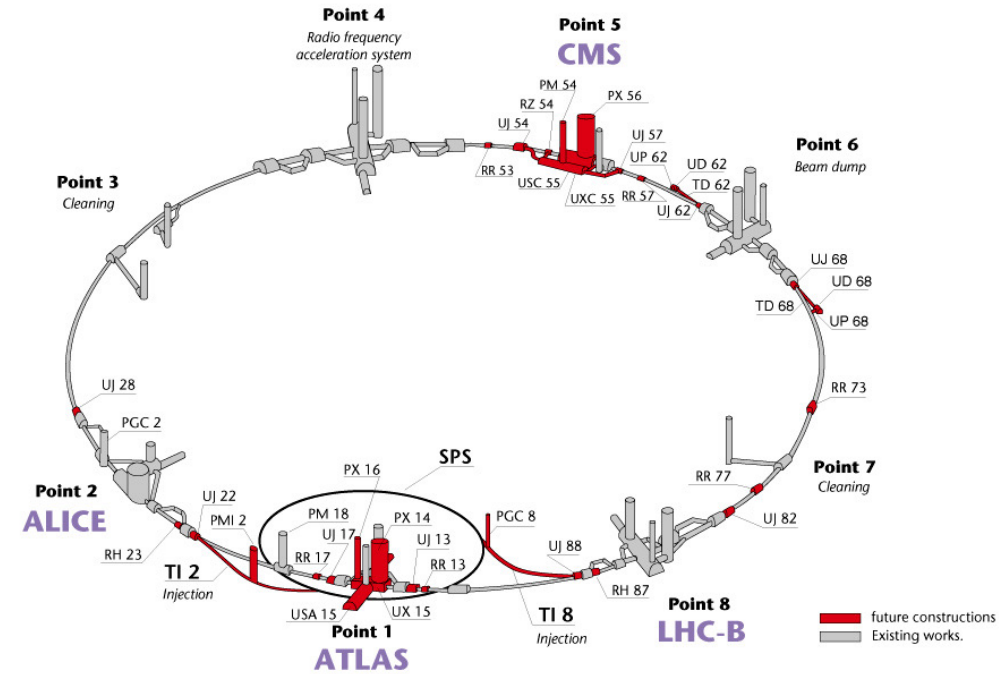 Point 4
Radio frequency
acceleration system
Point 5
CMS
PM 54
PX 56
RZ 54
UJ 54
UJ 57
UP 62
UD 62
TD 62
RR 53
USC 55
UXC 55
RR 57
UJ 62
Point 6
Beam dump
Point 3
Cleaning
UJ 68
UD 68
TD 68
UP 68
UJ 28
RR 73
PGC 2
SPS
PX 16
Point 7
Cleaning
RR 77
Point 2
ALICE
UJ 22
PMI 2
PM 18
PX 14
PGC 8
UJ 82
UJ 17
UJ 13
UJ 88
RH 23
RR 17
RR 13
RH 87
TI 2
Injection
USA 15
UX 15
TI 8
Injection
Point 8
LHC-B
Point 1
ATLAS
future constructions
Existing works.